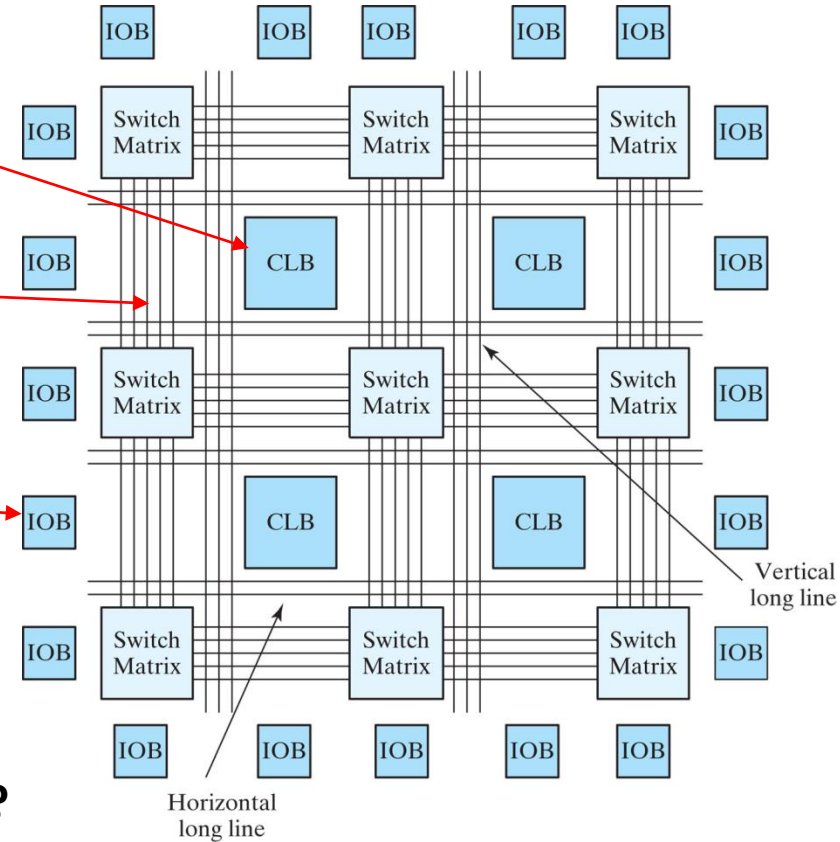 IOB IOB IOB IOB IOB
IOB Switch Matrix Switch Matrix Switch Matrix IOB
IOB CLB CLB IOB
IOB Switch Matrix Switch Matrix Switch Matrix IOB
IOB CLB CLB IOB
Vertical
long line
IOB Switch Matrix Switch Matrix Switch Matrix IOB
IOB IOB IOB IOB IOB
Horizontal
long line
?